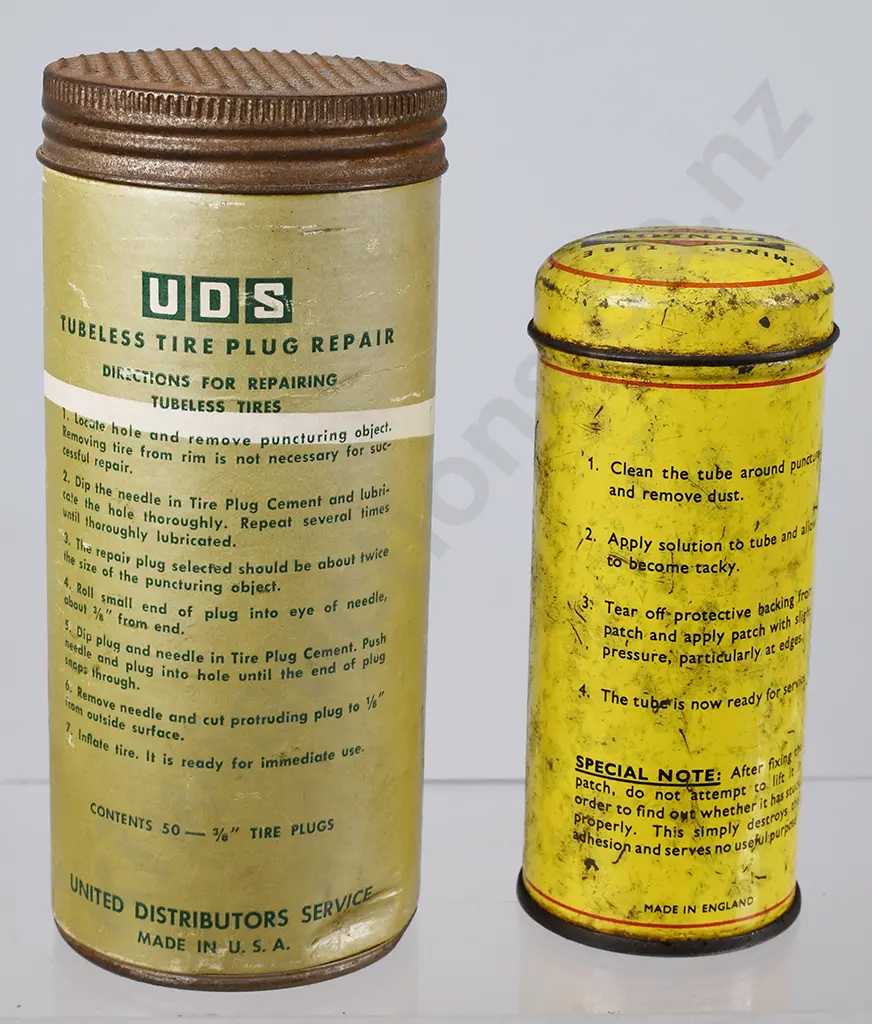 UDS
TUBELESS TIRE PLUG REPAIR
DIRECTIONS FOR REPAIRING
TUBELESS TIRES
1. Locate hole and remove puncturing object.
Removing tire from rim is not necessary for suc-
cessful repair.
2. Dip the needle in Tire Plug Cement and lubri-
cate the hole thoroughly. Repeat several times
until thoroughly lubricated.
3. The repair plug selected should be about twice
the size of the puncturing object.
4. Roll small end of plug into eye of needle,
about 3/8" from end.
5. Dip plug and needle in Tire Plug Cement. Push
needle and plug into hole until the end of plug
snaps through.
6. Remove needle and cut protruding plug to 1/8"
from outside surface.
7. Inflate tire. It is ready for immediate use.
CONTENTS 50 — 3/8" TIRE PLUGS
UNITED DISTRIBUTORS SERVICE
MADE IN U. S. A.
DUNLOP
'MINOR' TUBE
1. Clean the tube around
and remove dust.
2. Apply solution to tube and
to become tacky.
3. Tear off protective backing from
patch and apply patch with
pressure, particularly at edges.
4. The tube is now ready for
SPECIAL NOTE: After fixing
patch, do not attempt to lift
order to find out whether it has
properly. This simply destroys
adhesion and serves no useful purpose
MADE IN ENGLAND
.nz